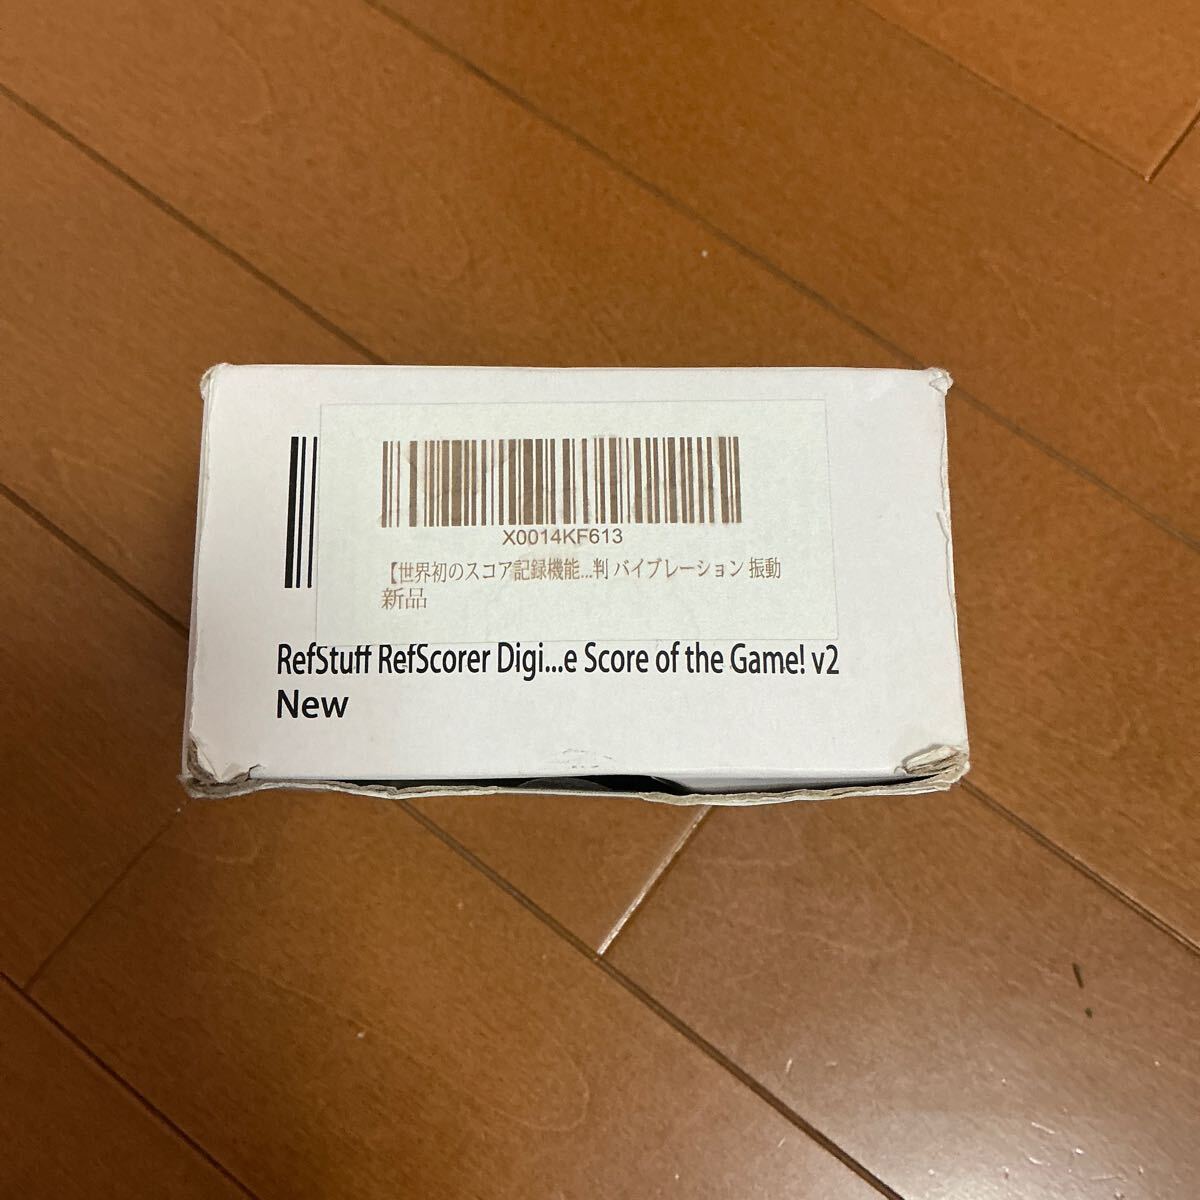 X0014KF613
【世界初のスコア記録機能...判 バイブレーション 振動
新品
RefStuff RefScorer Digi...e Score of the Game! v2
New